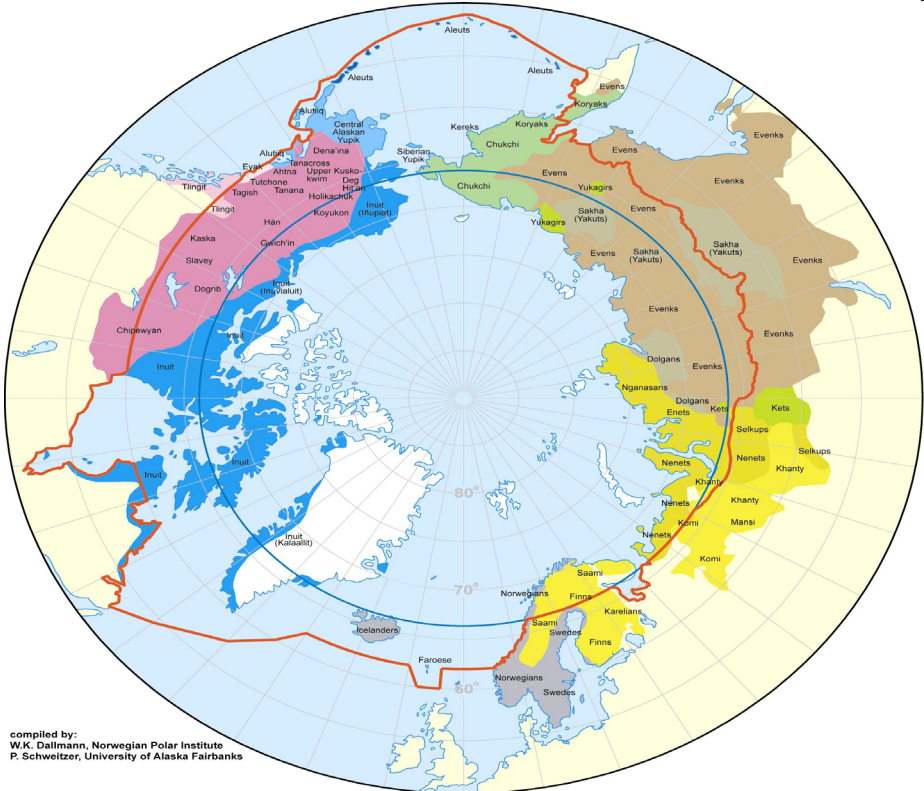 Aleuts
Aleuts
Aleuts
Evens
Koryaks
Alutiiq
Central
Alaskan
Yupik
Kereks
Koryaks
Chukchi
Evenks
Alutiiq
Dena'ina
Siberian
Yupik
Evens
Eyak
Tanacross
Ahtna
Upper Kusko-
kwim
Deg
Hit'an
Evens
Evenks
Tlingit
Tutchone
Tagish
Tanana
Holikachuk
Chukchi
Yukagirs
Tlingit
Koyukon
Inuit
(Iñupiat)
Sakha
(Yakuts)
Evens
Hän
Yukagirs
Kaska
Gwich'in
Evens
Sakha
(Yakuts)
Sakha
(Yakuts)
Evenks
Slavey
Dogrib
Inuit
(Inuvialuit)
Evenks
Chipewyan
Inuit
Evenks
Inuit
Dolgans
Evenks
Nganasans
Dolgans
Enets
Kets
Kets
Selkups
Selkups
Inuit
Inuit
Nenets
Nenets
Khanty
Khanty
80°
Nenets
Khanty
Inuit
(Kalaallit)
Komi
Mansi
Nenets
Komi
70°
Saami
Norwegians
Finns
Karelians
Icelanders
Saami
Swedes
Finns
Faroese
Norwegians
60°
Swedes
compiled by:
W.K. Dallmann, Norwegian Polar Institute
P. Schweitzer, University of Alaska Fairbanks